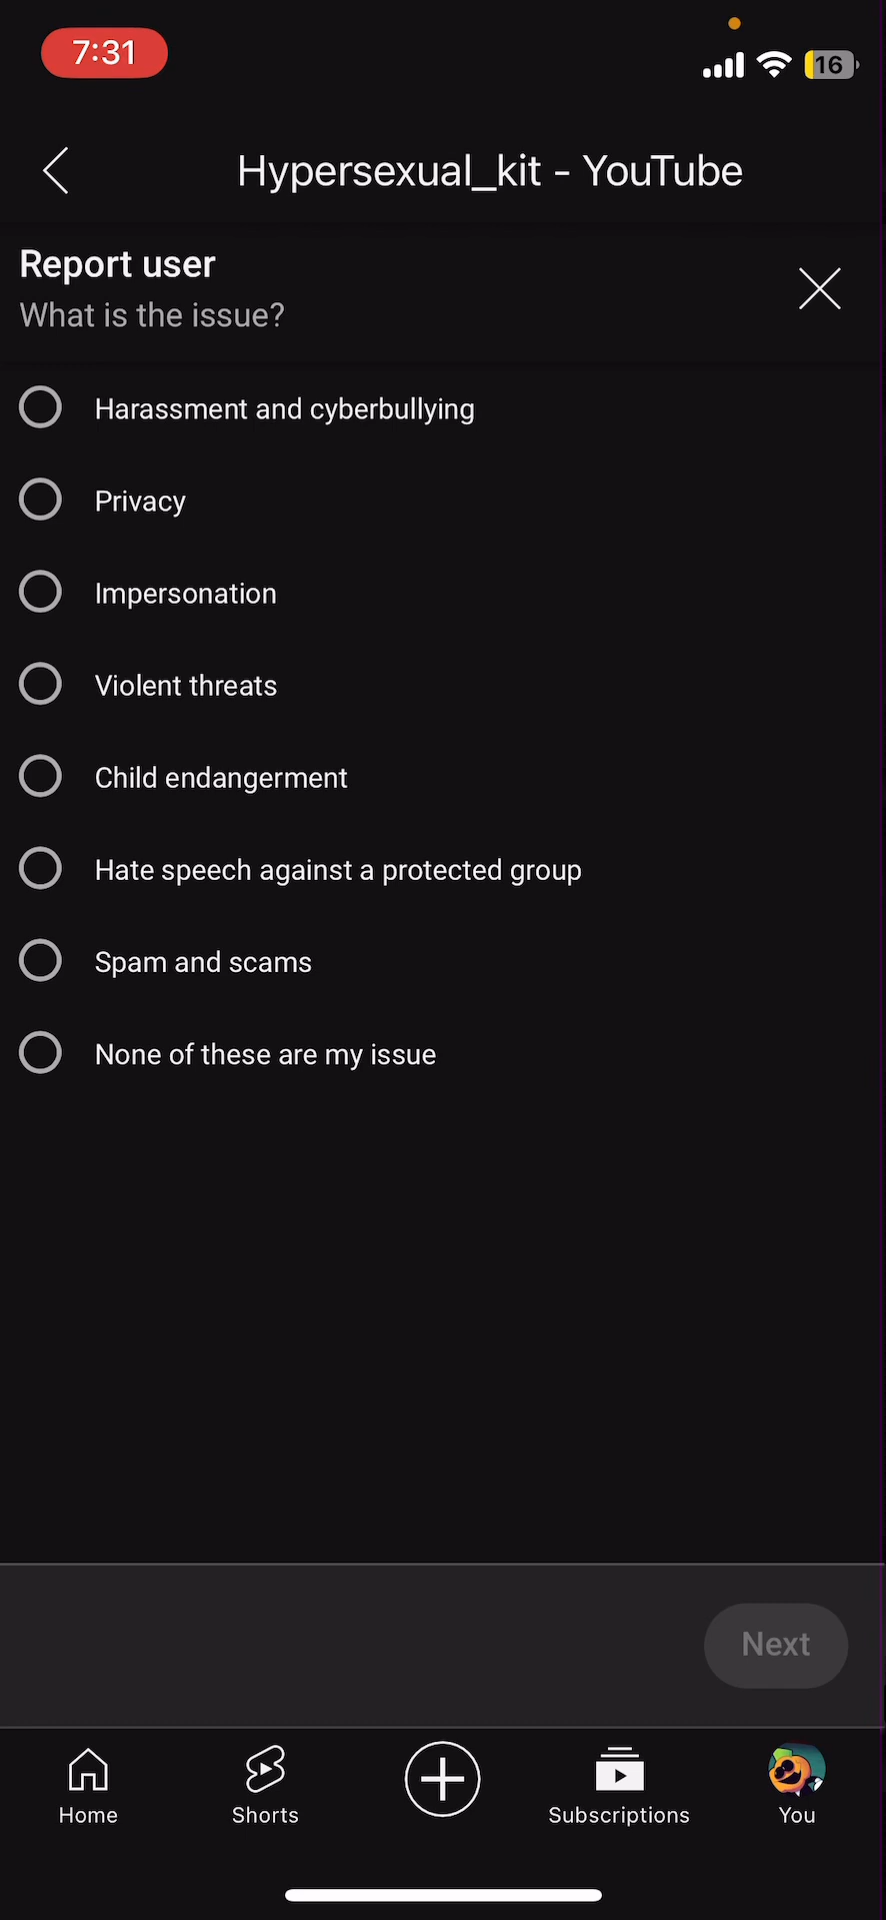 7:31
16
Hypersexual_kit - YouTube
Report user
What is the issue?
Harassment and cyberbullying
Privacy
Impersonation
Violent threats
Child endangerment
Hate speech against a protected group
Spam and scams
None of these are my issue
Next
Home
Shorts
Subscriptions
You